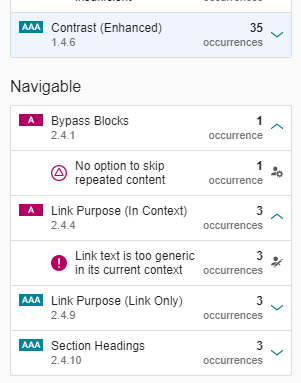 insufficient
occurrences
AAA Contrast (Enhanced) 35
1.4.6 occurrences
Navigable
A Bypass Blocks 1
2.4.1 occurrence
No option to skip 1
repeated content occurrence
A Link Purpose (In Context) 3
2.4.4 occurrences
Link text is too generic 3
in its current context occurrences
AAA Link Purpose (Link Only) 3
2.4.9 occurrences
AAA Section Headings 3
2.4.10 occurrences